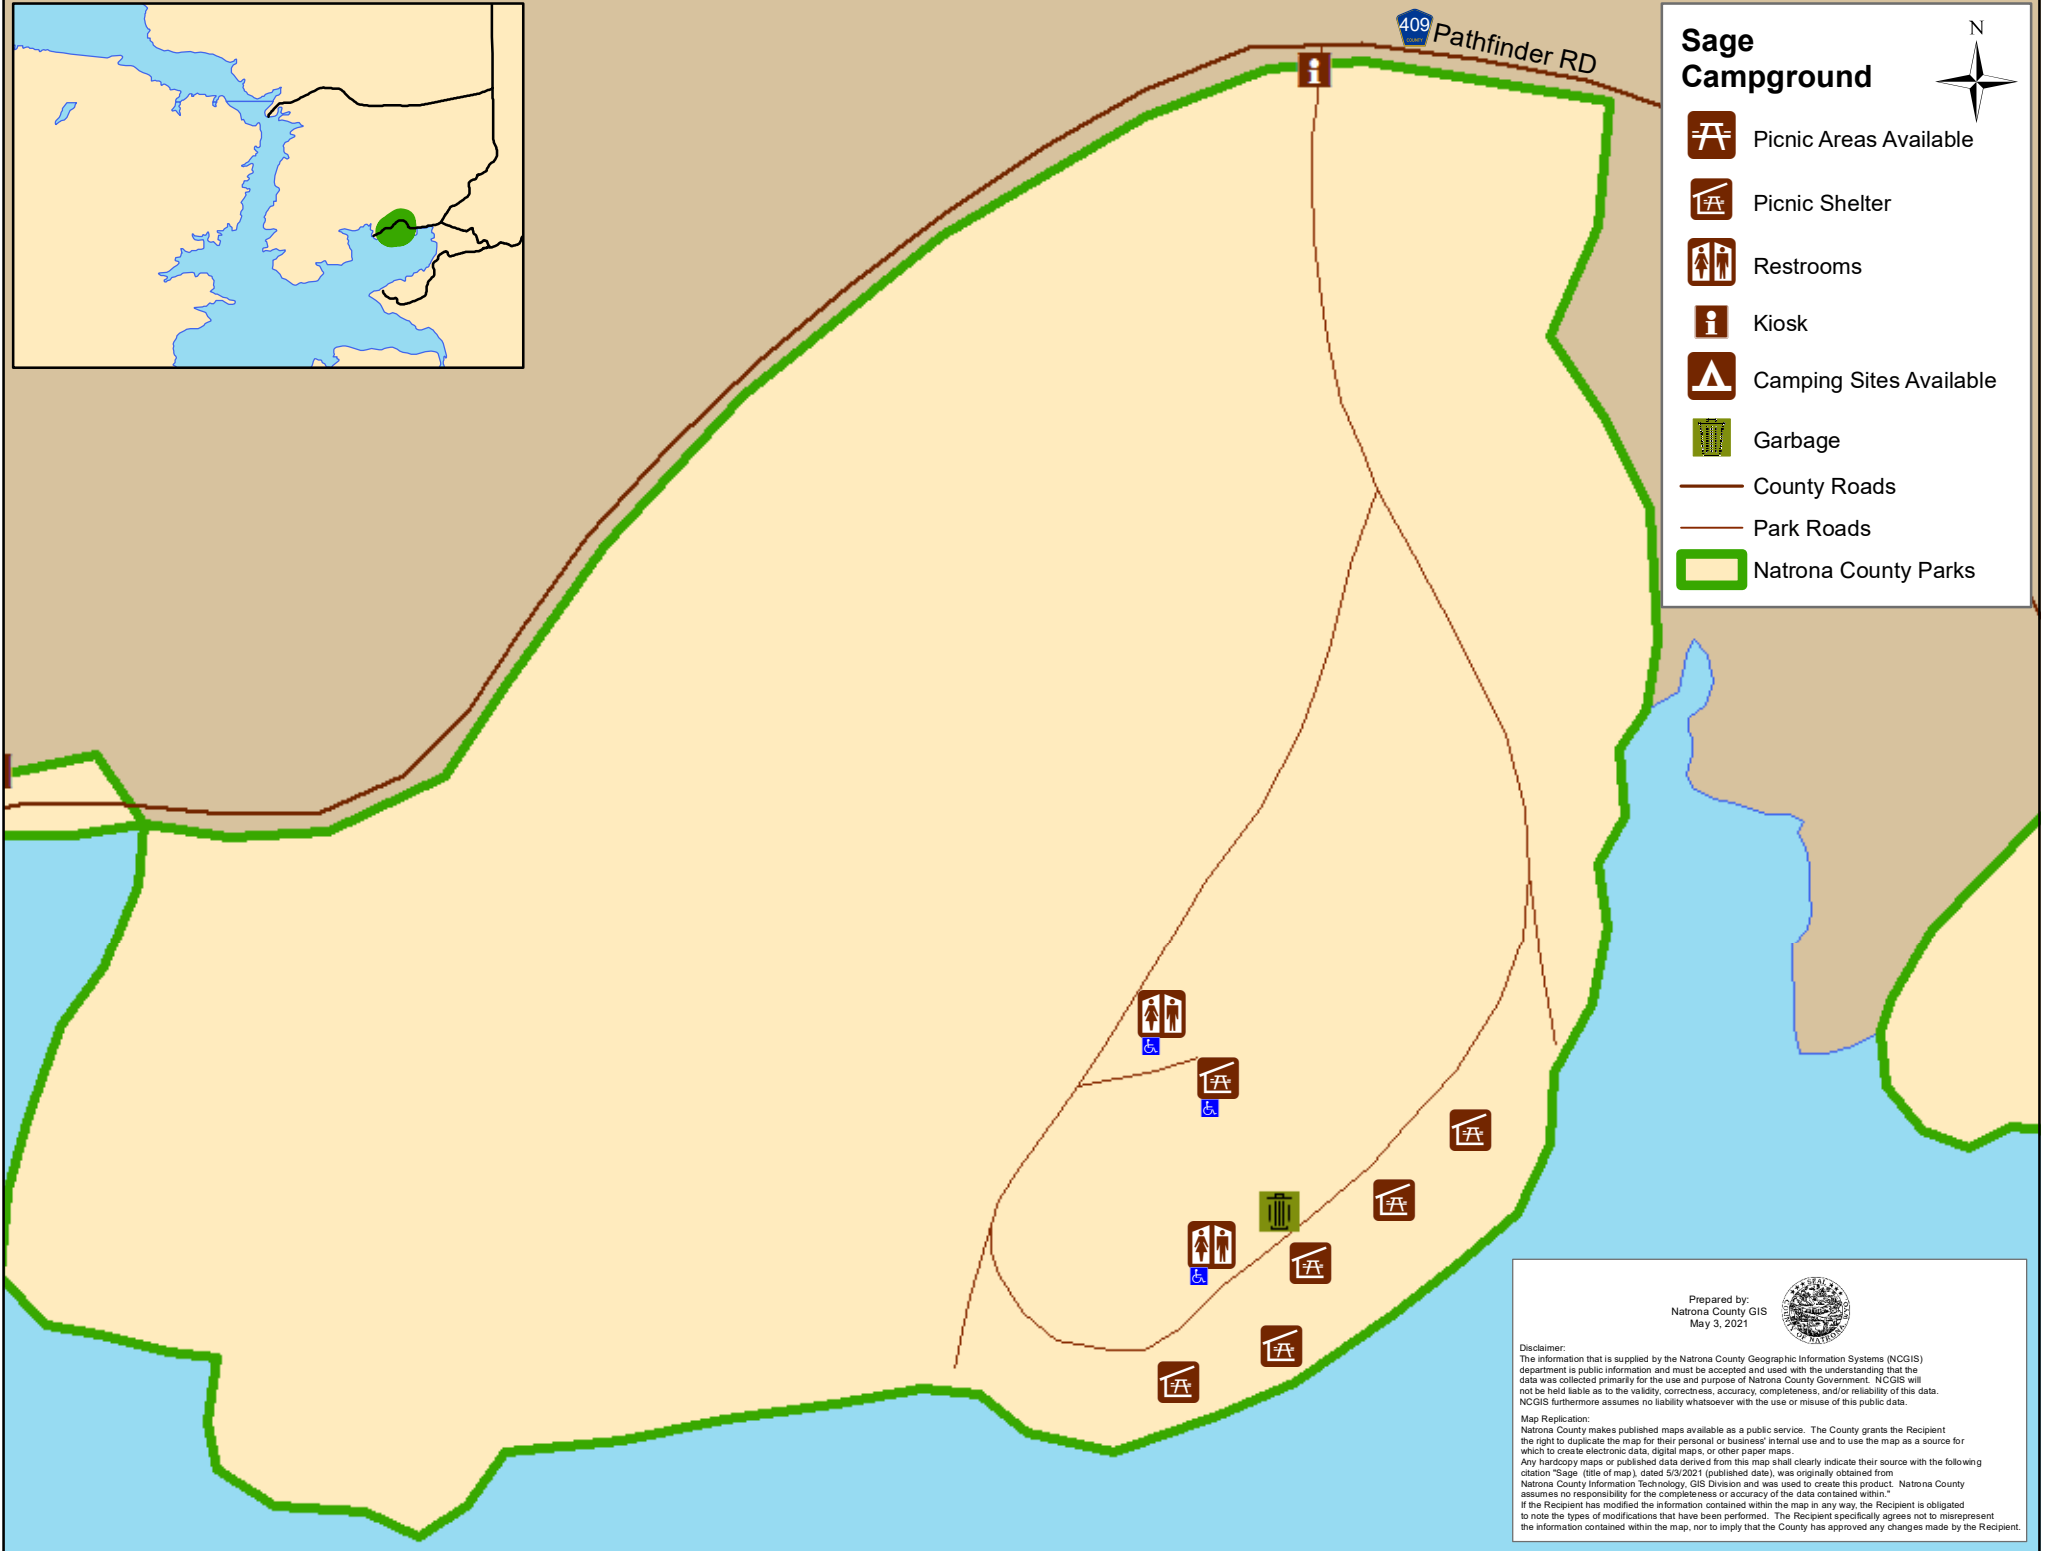 409
COUNTY
Pathfinder RD
Sage
Campground
N
Picnic Areas Available
Picnic Shelter
Restrooms
Kiosk
Camping Sites Available
Garbage
County Roads
Park Roads
Natrona County Parks
Prepared by:
Natrona County GIS
May 3, 2021
Disclaimer:
The information that is supplied by the Natrona County Geographic Information Systems (NCGIS)
department is public information and must be accepted and used with the understanding that the
data was collected primarily for the use and purpose of Natrona County Government. NCGIS will
not be held liable as to the validity, correctness, accuracy, completeness, and/or reliability of this data.
NCGIS furthermore assumes no liability whatsoever with the use or misuse of this public data.
Map Replication:
Natrona County makes published maps available as a public service. The County grants the Recipient
the right to duplicate the map for their personal or business' internal use and to use the map as a source for
which to create electronic data, digital maps, or other paper maps.
Any hardcopy maps or published data derived from this map shall clearly indicate their source with the following
citation "Sage (title of map), dated 5/3/2021 (published date), was originally obtained from
Natrona County Information Technology, GIS Division and was used to create this product. Natrona County
assumes no responsibility for the completeness or accuracy of the data contained within."
If the Recipient has modified the information contained within the map in any way, the Recipient is obligated
to note the types of modifications that have been performed. The Recipient specifically agrees not to misrepresent
the information contained within the map, nor to imply that the County has approved any changes made by the Recipient.